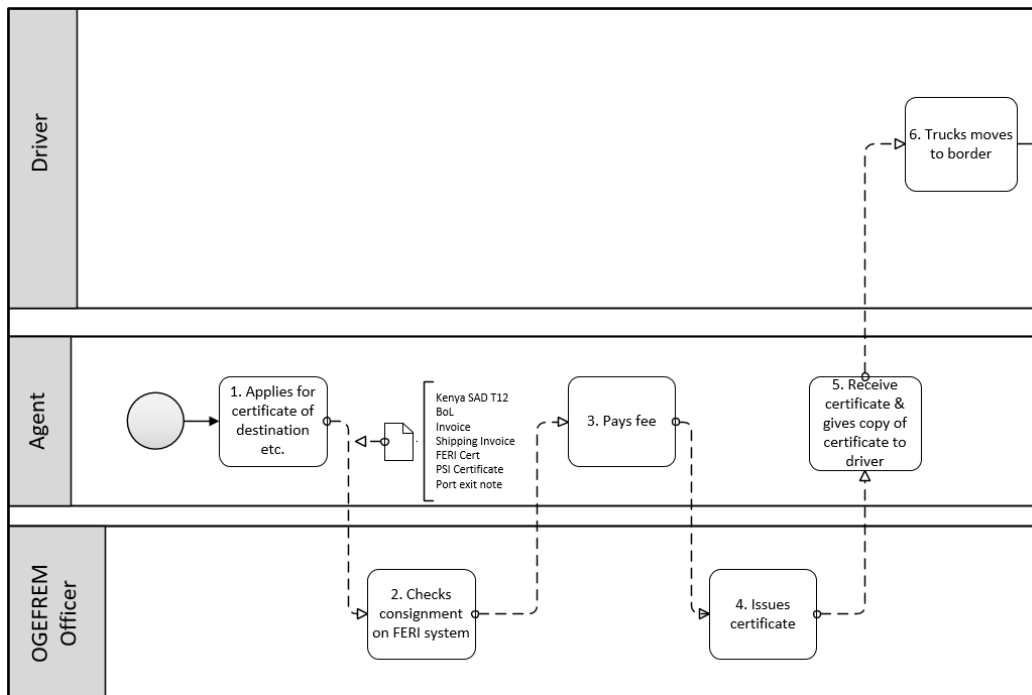 Driver
6. Trucks moves
to border
Agent
1. Applies for
certificate of
destination
etc.
Kenya SAD T12
BoL
Invoice
Shipping Invoice
FERI Cert
PSI Certificate
Port exit note
3. Pays fee
5. Receive
certificate &
gives copy of
certificate to
driver
OGEFREM
Officer
2. Checks
consignment
on FERI system
4. Issues
certificate